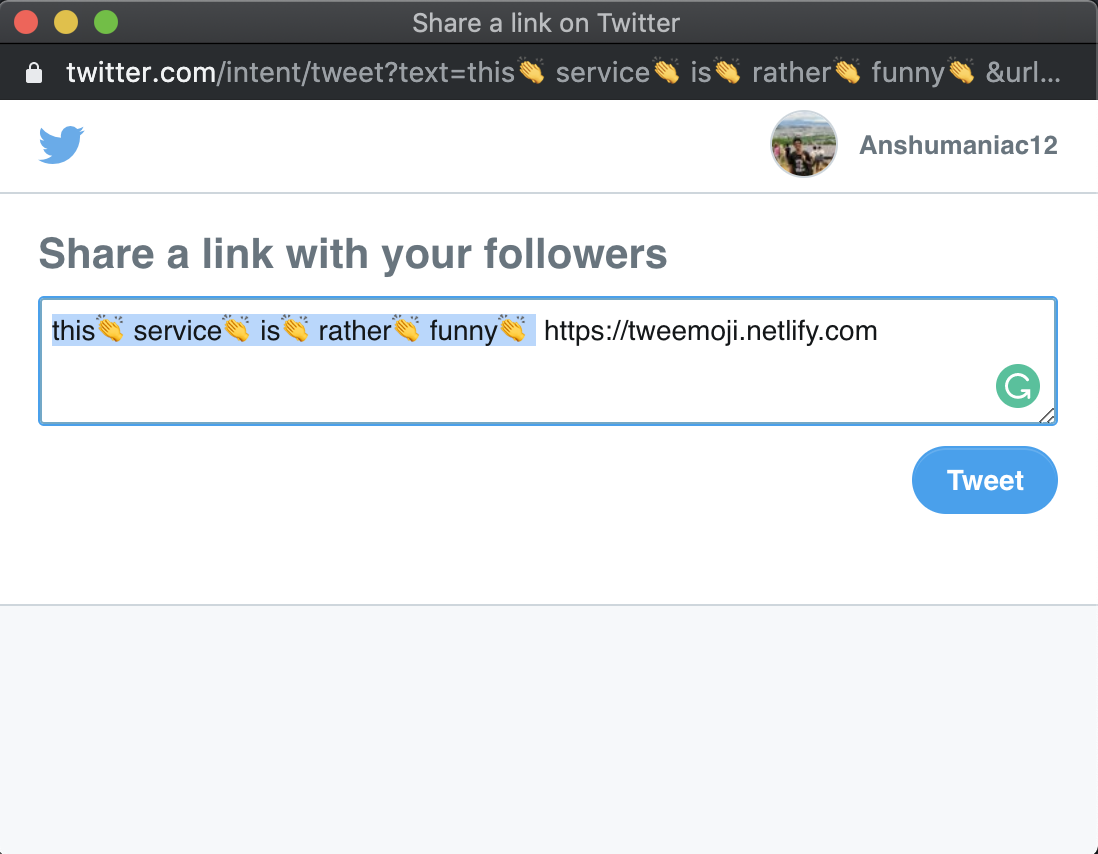 Share a link on Twitter
twitter.com/intent/tweet?text=this👏 service👏 is👏 rather👏 funny👏 &url...
Anshumaniac12
Share a link with your followers
this👏 service👏 is👏 rather👏 funny👏  https://tweemoji.netlify.com
Tweet